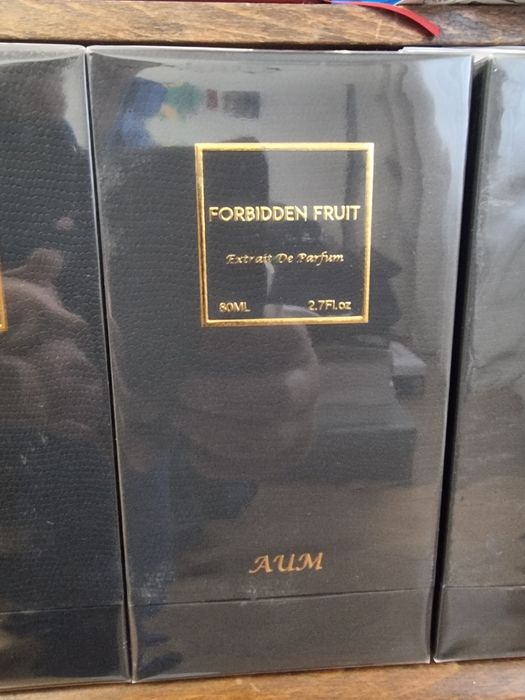 FORBIDDEN FRUIT
Extrait De Parfum
80ML 2.7Fl.oz
AUM